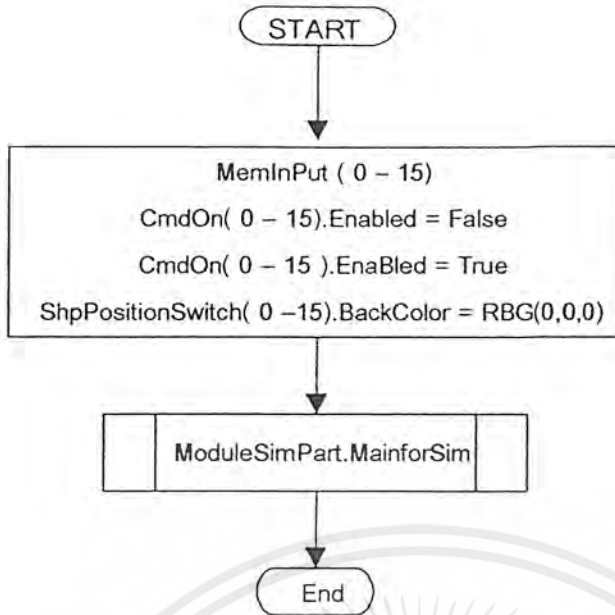 START
MemInPut ( 0 – 15)
CmdOn( 0 – 15).Enabled = False
CmdOn( 0 – 15 ).EnaBled = True
ShpPositionSwitch( 0 –15).BackColor = RBG(0,0,0)
ModuleSimPart.MainforSim
End